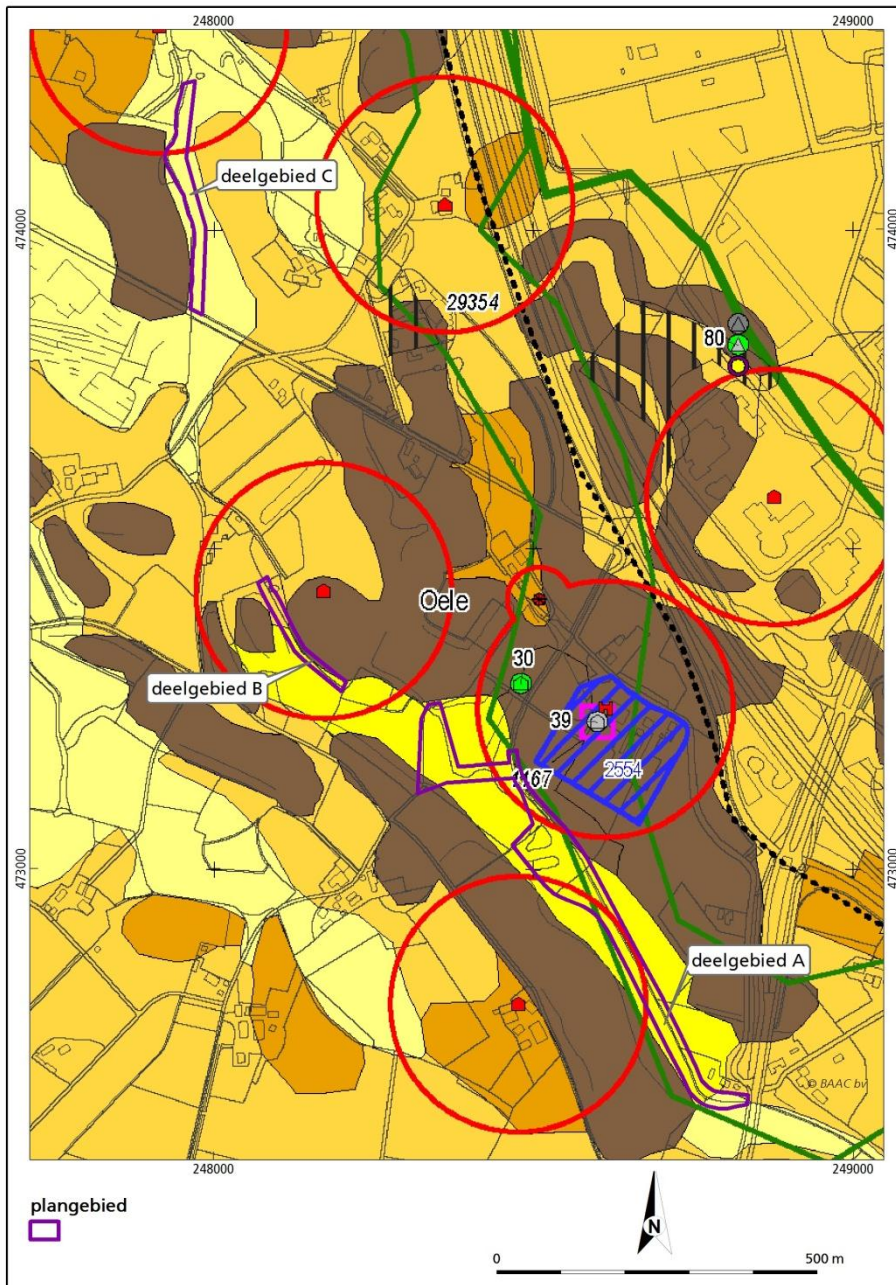 248000 249000
deelgebied C
474000 474000
29354
80
Oele
30
deelgebied B
39
2554
4167
473000 473000
deelgebied A
© BAAC bv
248000 249000
plangebied
N
0 500 m